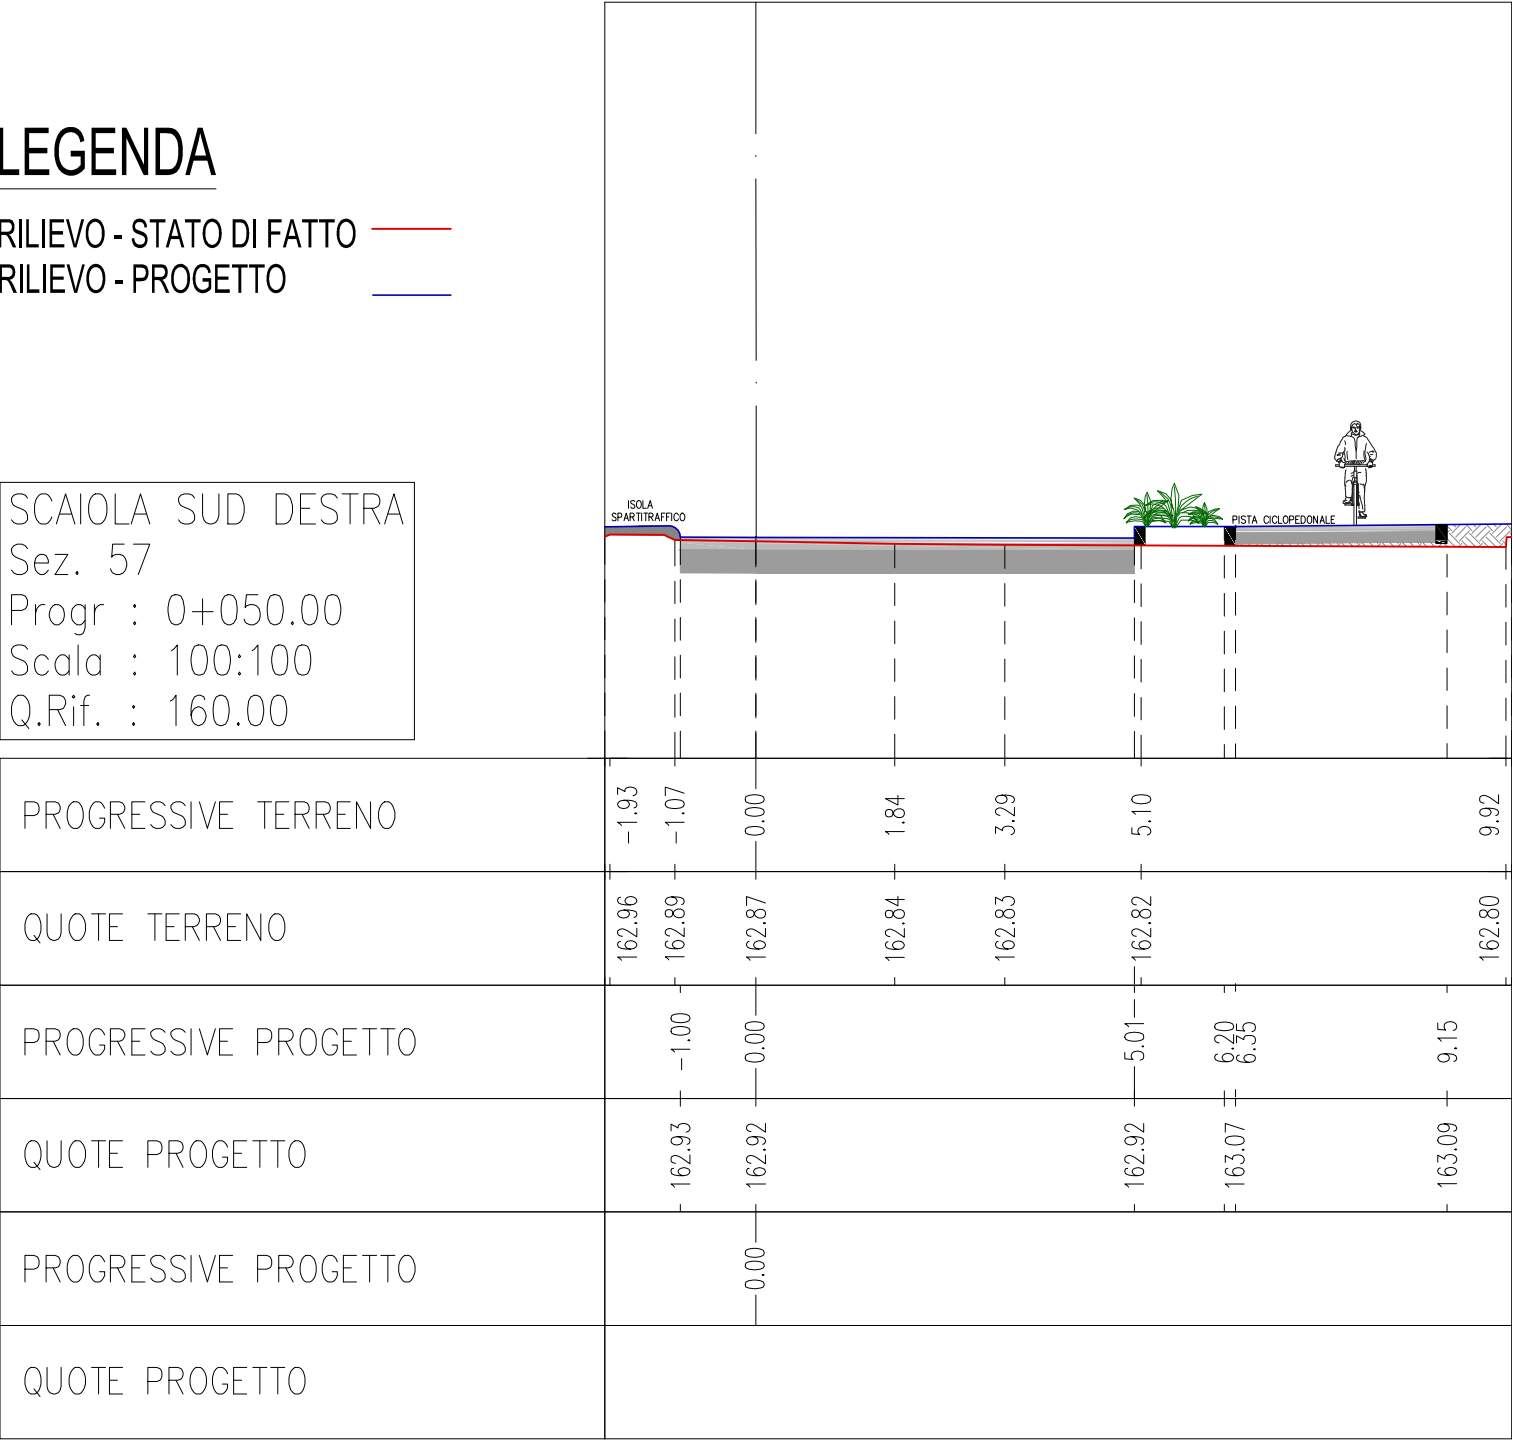 LEGENDA
RILIEVO - STATO DI FATTO
RILIEVO - PROGETTO
ISOLA
SPARTITRAFFICO
PISTA CICLOPEDONALE
SCAIOLA SUD DESTRA
Sez. 57
Progr : 0+050.00
Scala : 100:100
Q.Rif. : 160.00
PROGRESSIVE TERRENO
-1.93 -1.07 0.00 1.84 3.29 5.10 9.92
QUOTE TERRENO
162.96 162.89 162.87 162.84 162.83 162.82 162.80
PROGRESSIVE PROGETTO
-1.00 0.00 5.01 6.20 6.35 9.15
QUOTE PROGETTO
162.93 162.92 162.92 163.07 163.09
PROGRESSIVE PROGETTO
0.00
QUOTE PROGETTO